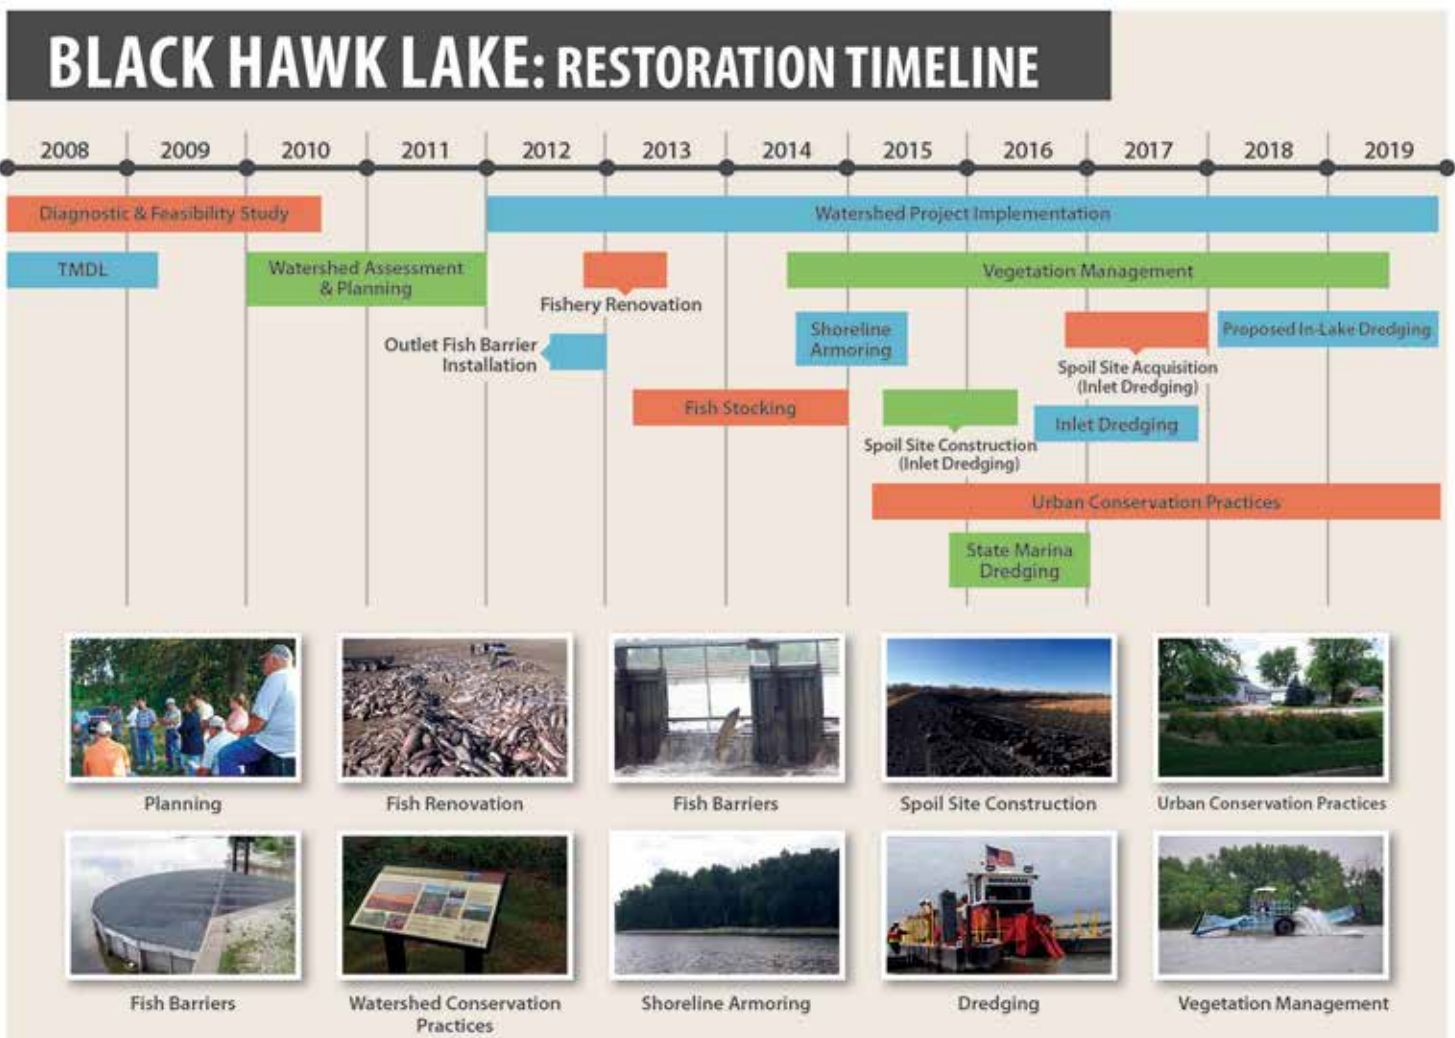 BLACK HAWK LAKE: RESTORATION TIMELINE
2008 2009 2010 2011 2012 2013 2014 2015 2016 2017 2018 2019
Diagnostic & Feasibility Study
Watershed Project Implementation
TMDL
Watershed Assessment
& Planning
Fishery Renovation
Vegetation Management
Outlet Fish Barrier
Installation
Shoreline
Armoring
Spoil Site Acquisition
(Inlet Dredging)
Proposed In-Lake Dredging
Fish Stocking
Spoil Site Construction
(Inlet Dredging)
Inlet Dredging
Urban Conservation Practices
State Marina
Dredging
Planning
Fish Renovation
Fish Barriers
Spoil Site Construction
Urban Conservation Practices
Fish Barriers
Watershed Conservation
Practices
Shoreline Armoring
Dredging
Vegetation Management